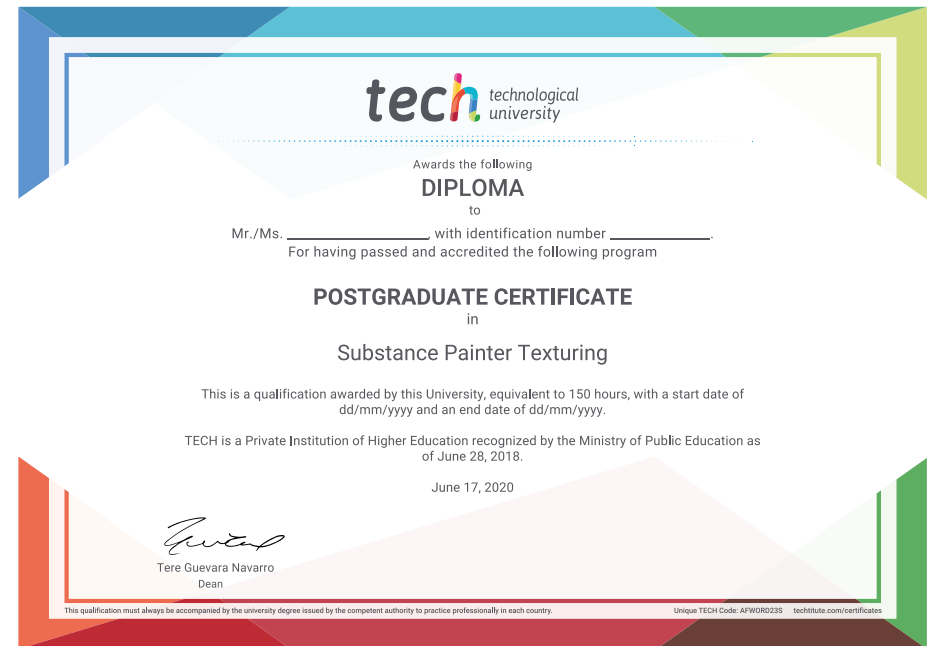 tech technological
university
Awards the following
DIPLOMA
to
Mr./Ms. ____________________, with identification number ______________.
For having passed and accredited the following program
POSTGRADUATE CERTIFICATE
in
Substance Painter Texturing
This is a qualification awarded by this University, equivalent to 150 hours, with a start date of
dd/mm/yyyy and an end date of dd/mm/yyyy.
TECH is a Private Institution of Higher Education recognized by the Ministry of Public Education as
of June 28, 2018.
June 17, 2020
Tere Guevara Navarro
Dean
This qualification must always be accompanied by the university degree issued by the competent authority to practice professionally in each country.
Unique TECH Code: AFWORD23S techtitute.com/certificates